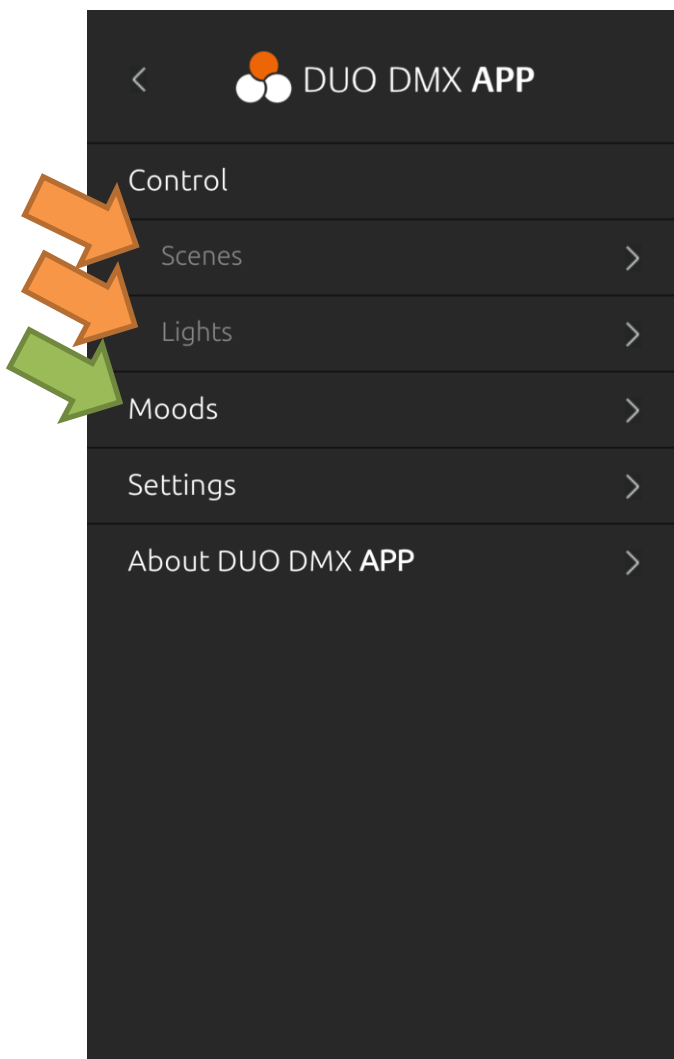 DUO DMX APP
Control
Scenes
Lights
Moods
Settings
About DUO DMX APP